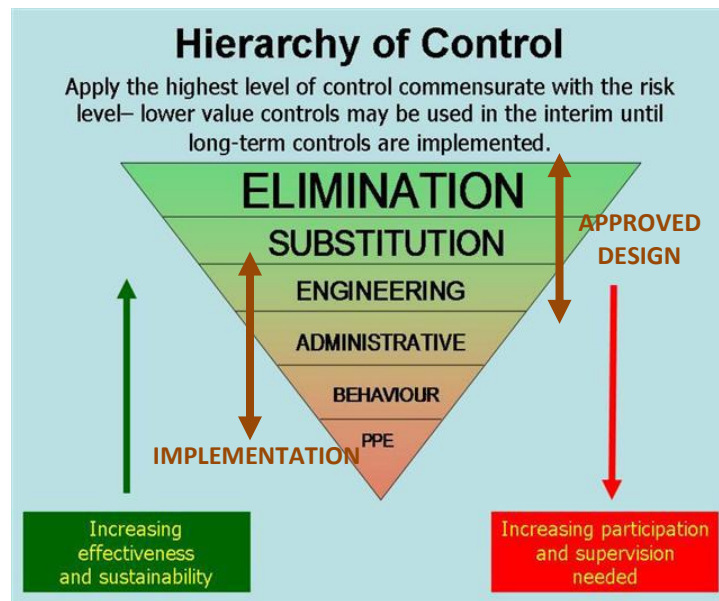 Hierarchy of Control
Apply the highest level of control commensurate with the risk
level– lower value controls may be used in the interim until
long-term controls are implemented.
ELIMINATION
SUBSTITUTION
APPROVED
DESIGN
ENGINEERING
ADMINISTRATIVE
BEHAVIOUR
PPE
IMPLEMENTATION
Increasing
effectiveness
and sustainability
Increasing participation
and supervision
needed